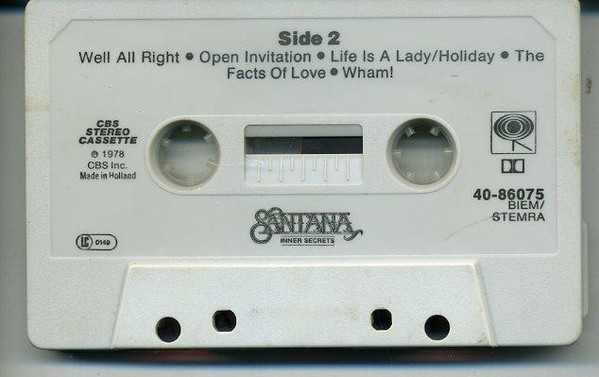 Side 2
Well All Right • Open Invitation • Life Is A Lady/Holiday • The
Facts Of Love • Wham!
CBS
STEREO
CASSETTE
℗ 1978
CBS Inc.
Made in Holland
40-86075
BIEM/
STEMRA
SANTANA
INNER SECRETS
LC 0149